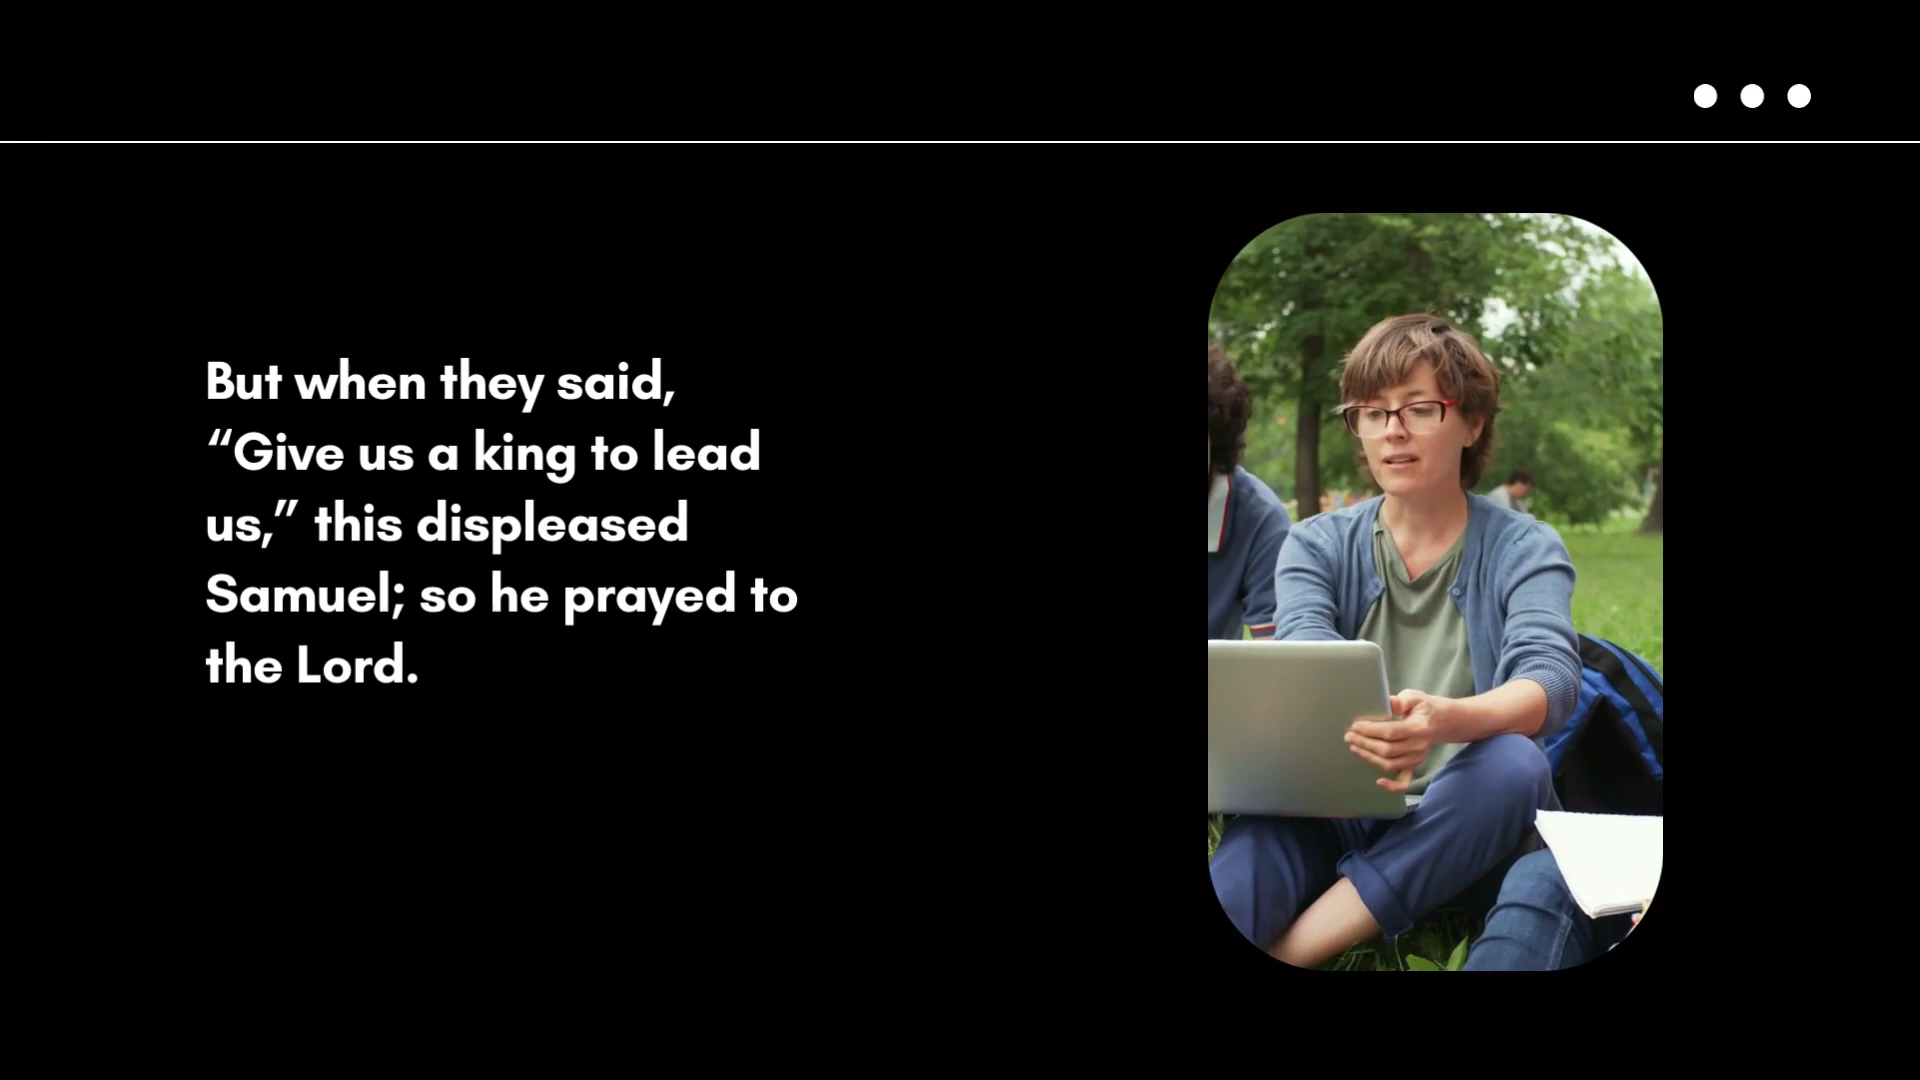 But when they said,
“Give us a king to lead
us,” this displeased
Samuel; so he prayed to
the Lord.